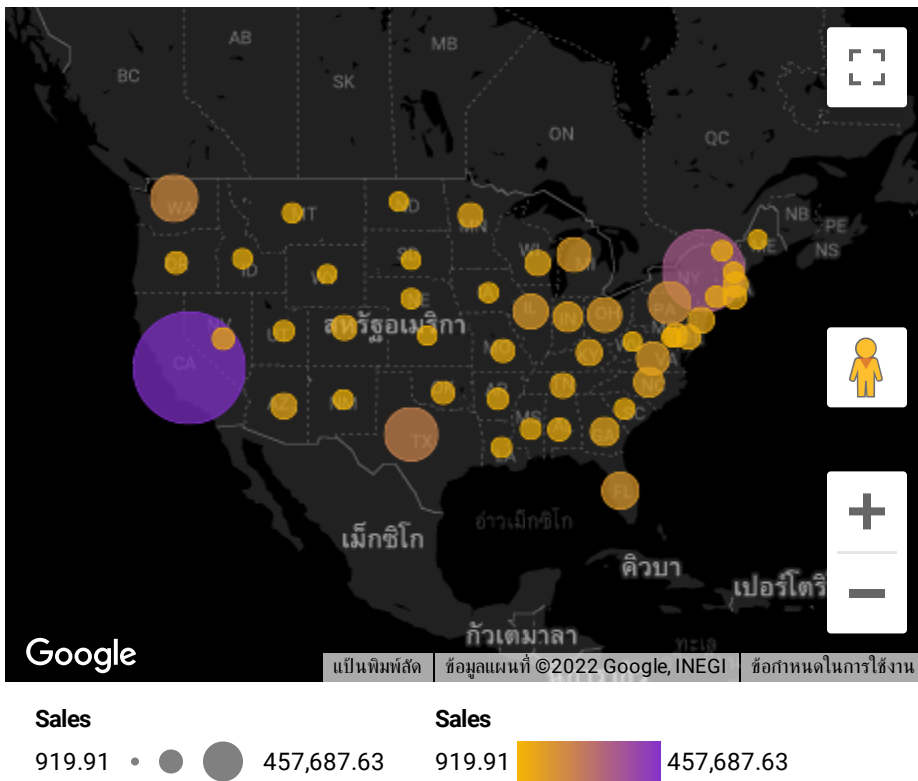 AB
MB
BC
SK
ON
QC
NB
PE
NS
WA
MT
ND
MN
ME
OR
ID
SD
WI
MI
NY
WY
NE
IA
PA
NV
UT
สหรัฐอเมริกา
IL
IN
OH
CA
MO
KY
VA
AZ
NM
OK
AR
TN
NC
MS
AL
GA
SC
TX
LA
FL
อ่าวเม็กซิโก
เม็กซิโก
คิวบา
เปอร์โตริ
กัวเตมาลา
ทะเล
Google
แป้นพิมพ์ลัด
ข้อมูลแผนที่ ©2022 Google, INEGI
ข้อกำหนดในการใช้งาน
Sales
919.91
457,687.63
Sales
919.91
457,687.63